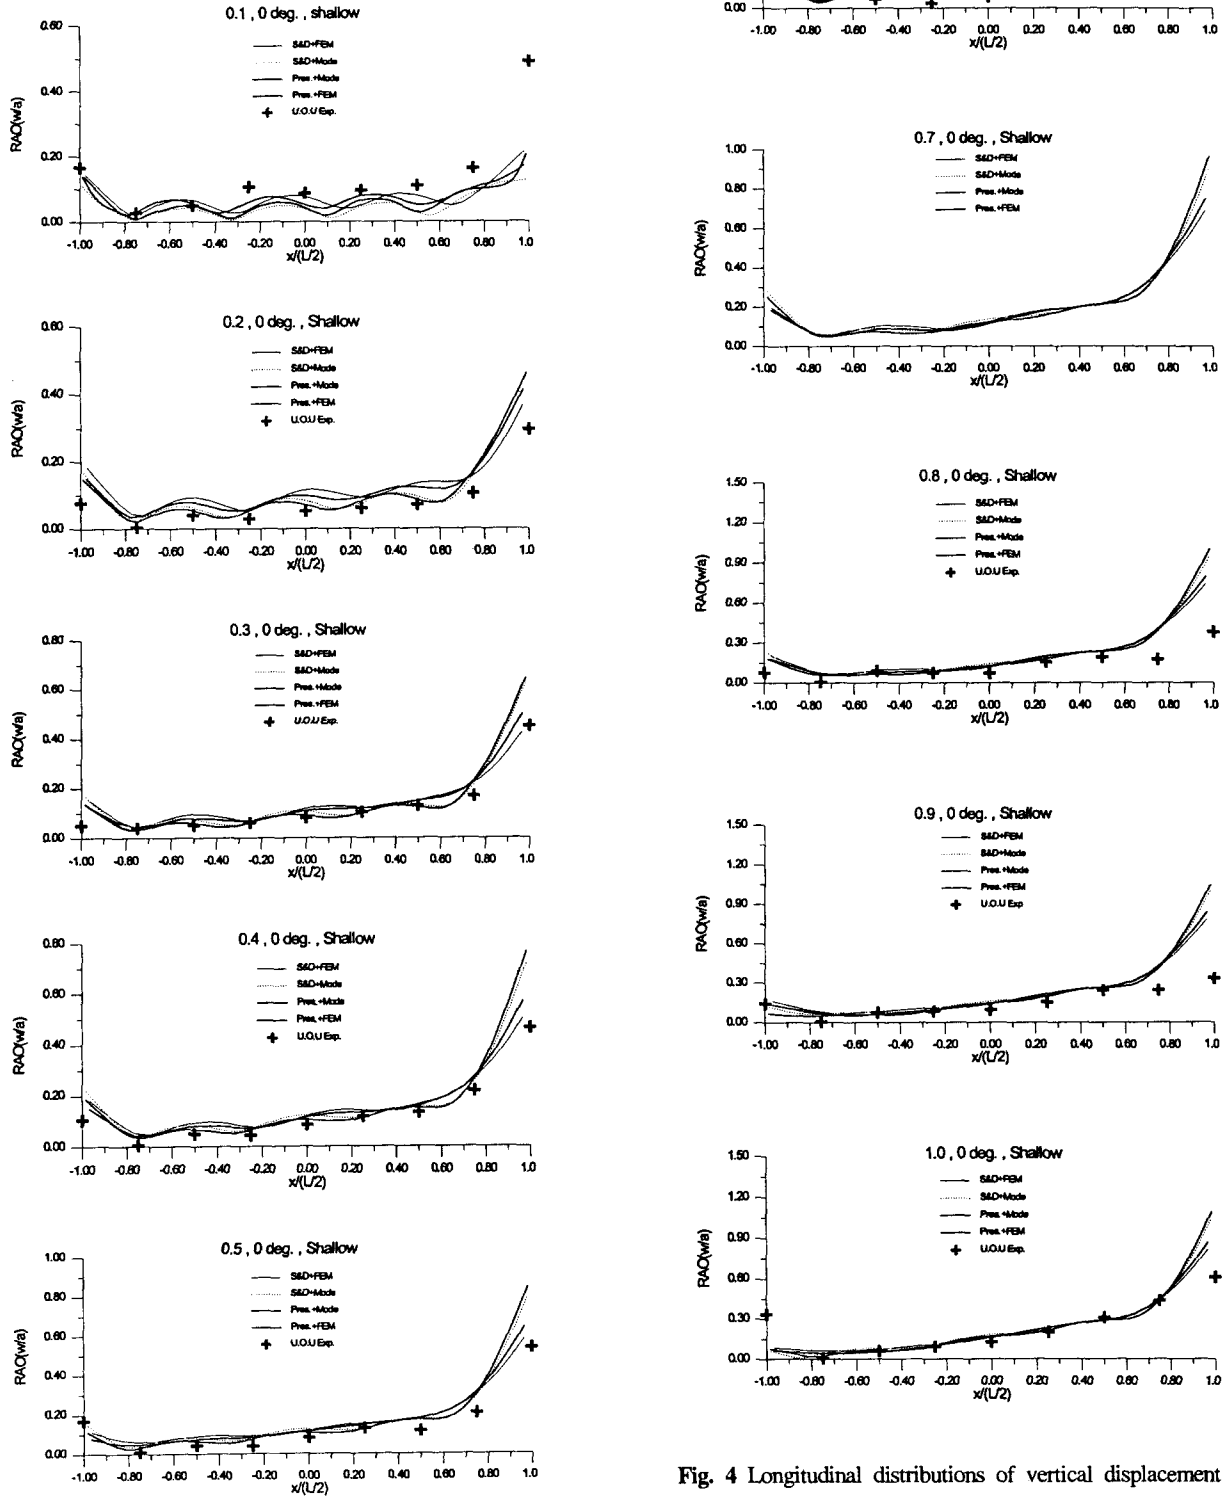 0.1 , 0 deg. , shallow
0.60
S&D+FEM
S&D+Mode
Pres.+Mode
Pres.+FEM
U.O.U Exp.
0.40
RAO(w/a)
0.20
0.00
-1.00 -0.80 -0.60 -0.40 -0.20 0.00 0.20 0.40 0.60 0.80 1.0
x/(L/2)
0.2 , 0 deg. , Shallow
0.60
S&D+FEM
S&D+Mode
Pres.+Mode
Pres.+FEM
U.O.U Exp.
0.40
RAO(w/a)
0.20
0.00
-1.00 -0.80 -0.60 -0.40 -0.20 0.00 0.20 0.40 0.60 0.80 1.0
x/(L/2)
0.3 , 0 deg. , Shallow
0.80
S&D+FEM
S&D+Mode
Pres.+Mode
Pres.+FEM
U.O.U Exp.
0.60
RAO(w/a)
0.40
0.20
0.00
-1.00 -0.80 -0.60 -0.40 -0.20 0.00 0.20 0.40 0.60 0.80 1.0
x/(L/2)
0.4 , 0 deg. , Shallow
0.80
S&D+FEM
S&D+Mode
Pres.+Mode
Pres.+FEM
U.O.U Exp.
0.60
RAO(w/a)
0.40
0.20
0.00
-1.00 -0.80 -0.60 -0.40 -0.20 0.00 0.20 0.40 0.60 0.80 1.0
x/(L/2)
0.5 , 0 deg. , Shallow
1.00
S&D+FEM
S&D+Mode
Pres.+Mode
Pres.+FEM
U.O.U Exp.
0.80
0.60
RAO(w/a)
0.40
0.20
0.00
-1.00 -0.80 -0.60 -0.40 -0.20 0.00 0.20 0.40 0.60 0.80 1.0
x/(L/2)
0.00
-1.00 -0.80 -0.60 -0.40 -0.20 0.00 0.20 0.40 0.60 0.80 1.0
x/(L/2)
0.7 , 0 deg. , Shallow
1.00
S&D+FEM
S&D+Mode
Pres.+Mode
Pres.+FEM
0.80
0.60
RAO(w/a)
0.40
0.20
0.00
-1.00 -0.80 -0.60 -0.40 -0.20 0.00 0.20 0.40 0.60 0.80 1.0
x/(L/2)
0.8 , 0 deg. , Shallow
1.50
S&D+FEM
S&D+Mode
Pres.+Mode
Pres.+FEM
U.O.U Exp.
1.20
0.90
RAO(w/a)
0.60
0.30
0.00
-1.00 -0.80 -0.60 -0.40 -0.20 0.00 0.20 0.40 0.60 0.80 1.0
x/(L/2)
0.9 , 0 deg. , Shallow
1.50
S&D+FEM
S&D+Mode
Pres.+Mode
Pres.+FEM
U.O.U Exp
1.20
0.90
RAO(w/a)
0.60
0.30
0.00
-1.00 -0.80 -0.60 -0.40 -0.20 0.00 0.20 0.40 0.60 0.80 1.0
x/(L/2)
1.0 , 0 deg. , Shallow
1.50
S&D+FEM
S&D+Mode
Pres.+Mode
Pres.+FEM
U.O.U Exp.
1.20
0.90
RAO(w/a)
0.60
0.30
0.00
-1.00 -0.80 -0.60 -0.40 -0.20 0.00 0.20 0.40 0.60 0.80 1.0
x/(L/2)
Fig. 4 Longitudinal distributions of vertical displacement